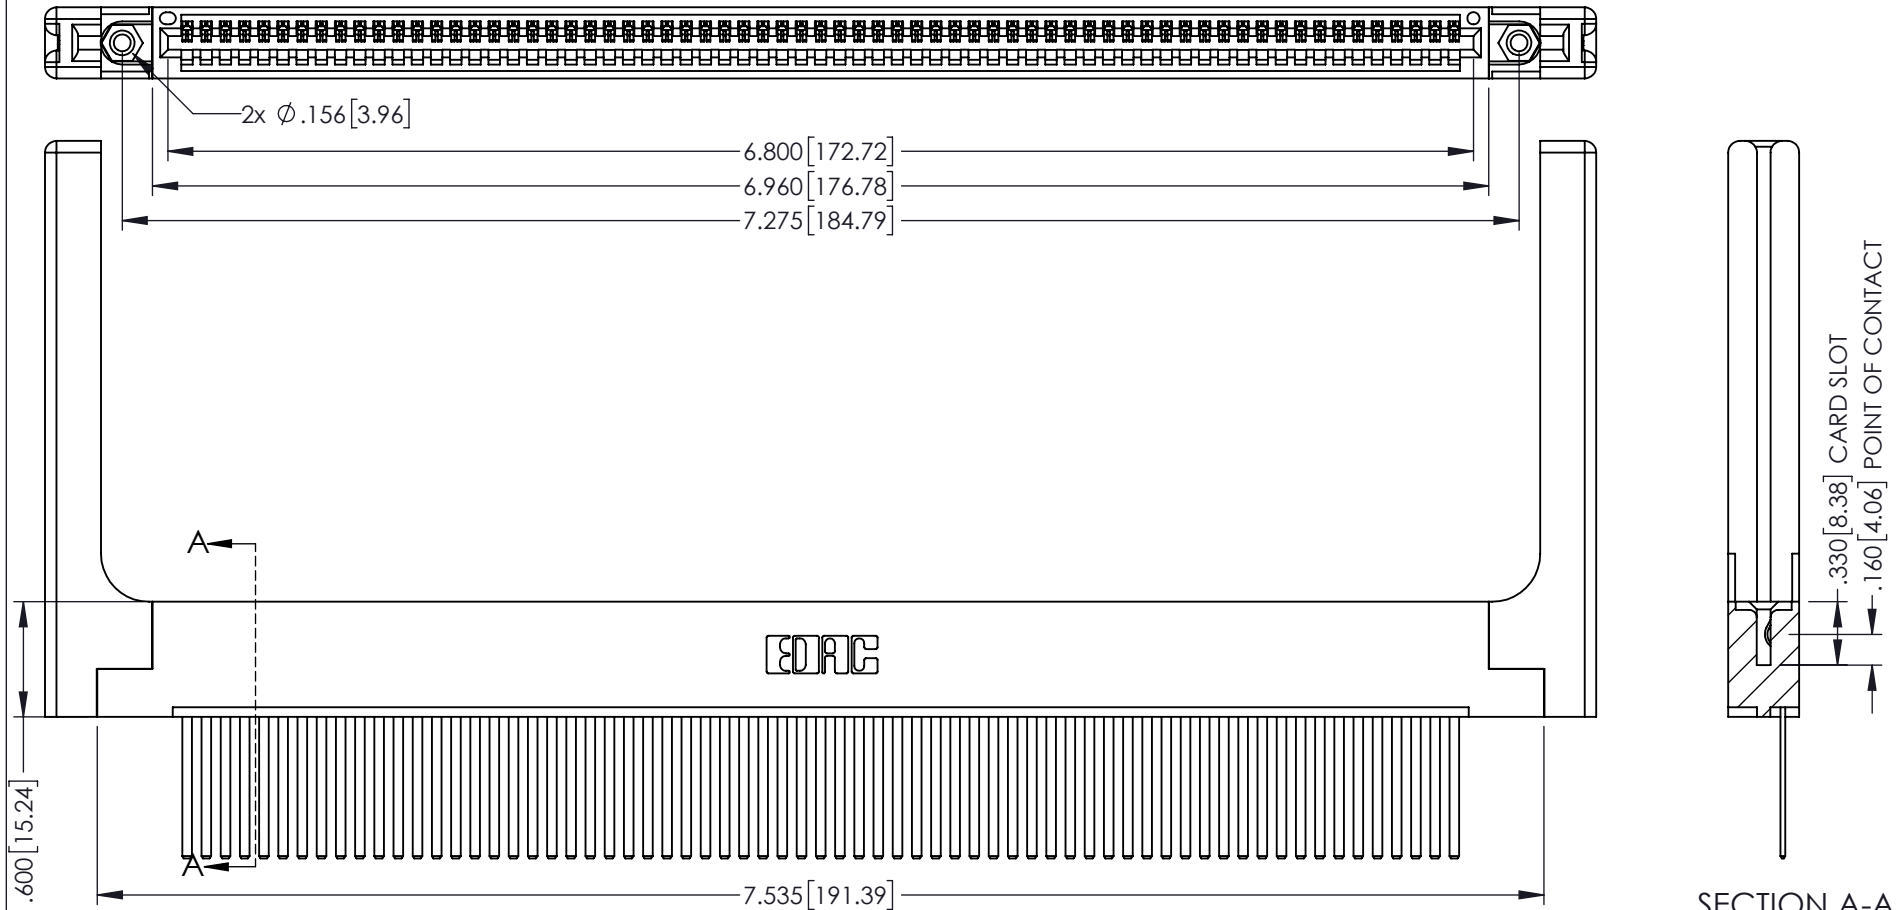 2x Ø.156[3.96]
6.800[172.72]
6.960[176.78]
7.275[184.79]
.330[8.38] CARD SLOT
.160[4.06] POINT OF CONTACT
A
EDAC
.600[15.24]
A
7.535[191.39]
SECTION A-A